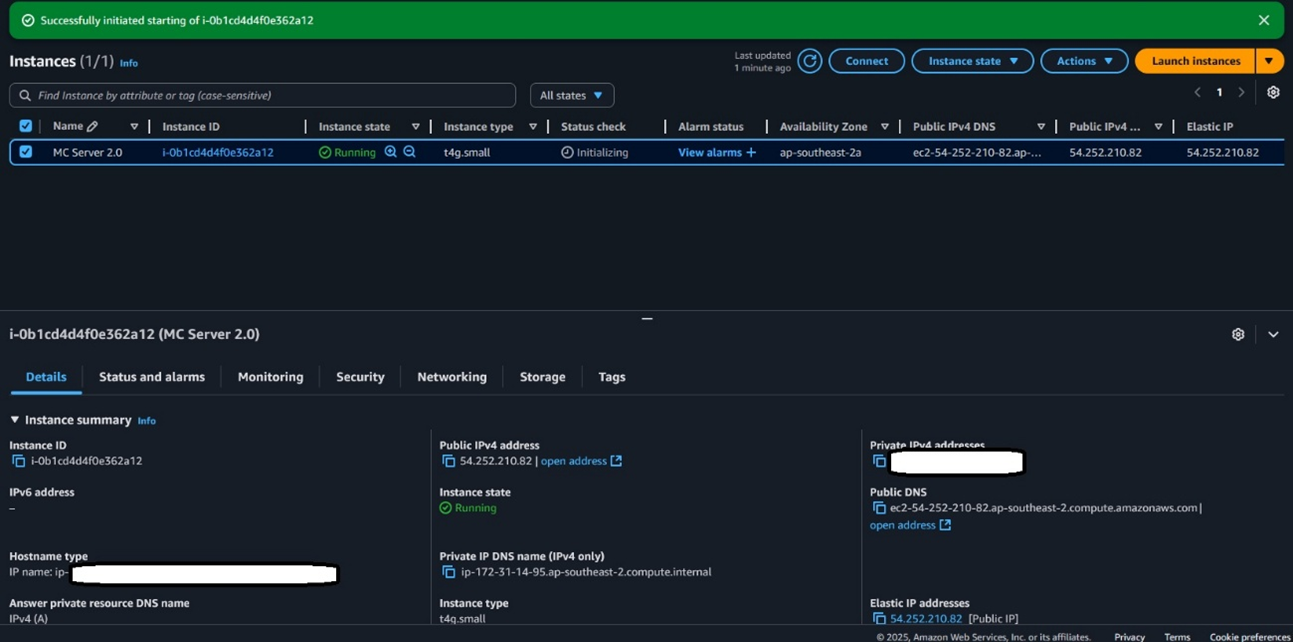 Successfully initiated starting of i-0b1cd4d4f0e362a12
Instances (1/1) Info
Last updated
1 minute ago
Connect
Instance state
Actions
Launch instances
Find Instance by attribute or tag (case-sensitive)
All states
1
Name
Instance ID
Instance state
Instance type
Status check
Alarm status
Availability Zone
Public IPv4 DNS
Public IPv4 ...
Elastic IP
MC Server 2.0
i-0b1cd4d4f0e362a12
Running
t4g.small
Initializing
View alarms +
ap-southeast-2a
ec2-54-252-210-82.ap-...
54.252.210.82
54.252.210.82
i-0b1cd4d4f0e362a12 (MC Server 2.0)
Details
Status and alarms
Monitoring
Security
Networking
Storage
Tags
Instance summary Info
Instance ID
i-0b1cd4d4f0e362a12
Public IPv4 address
54.252.210.82 | open address
Private IPv4 addresses
IPv6 address
–
Instance state
Running
Public DNS
ec2-54-252-210-82.ap-southeast-2.compute.amazonaws.com |
open address
Hostname type
IP name: ip-
Private IP DNS name (IPv4 only)
ip-172-31-14-95.ap-southeast-2.compute.internal
Answer private resource DNS name
IPv4 (A)
Instance type
t4g.small
Elastic IP addresses
54.252.210.82 [Public IP]
© 2025, Amazon Web Services, Inc. or its affiliates.
Privacy
Terms
Cookie preferences